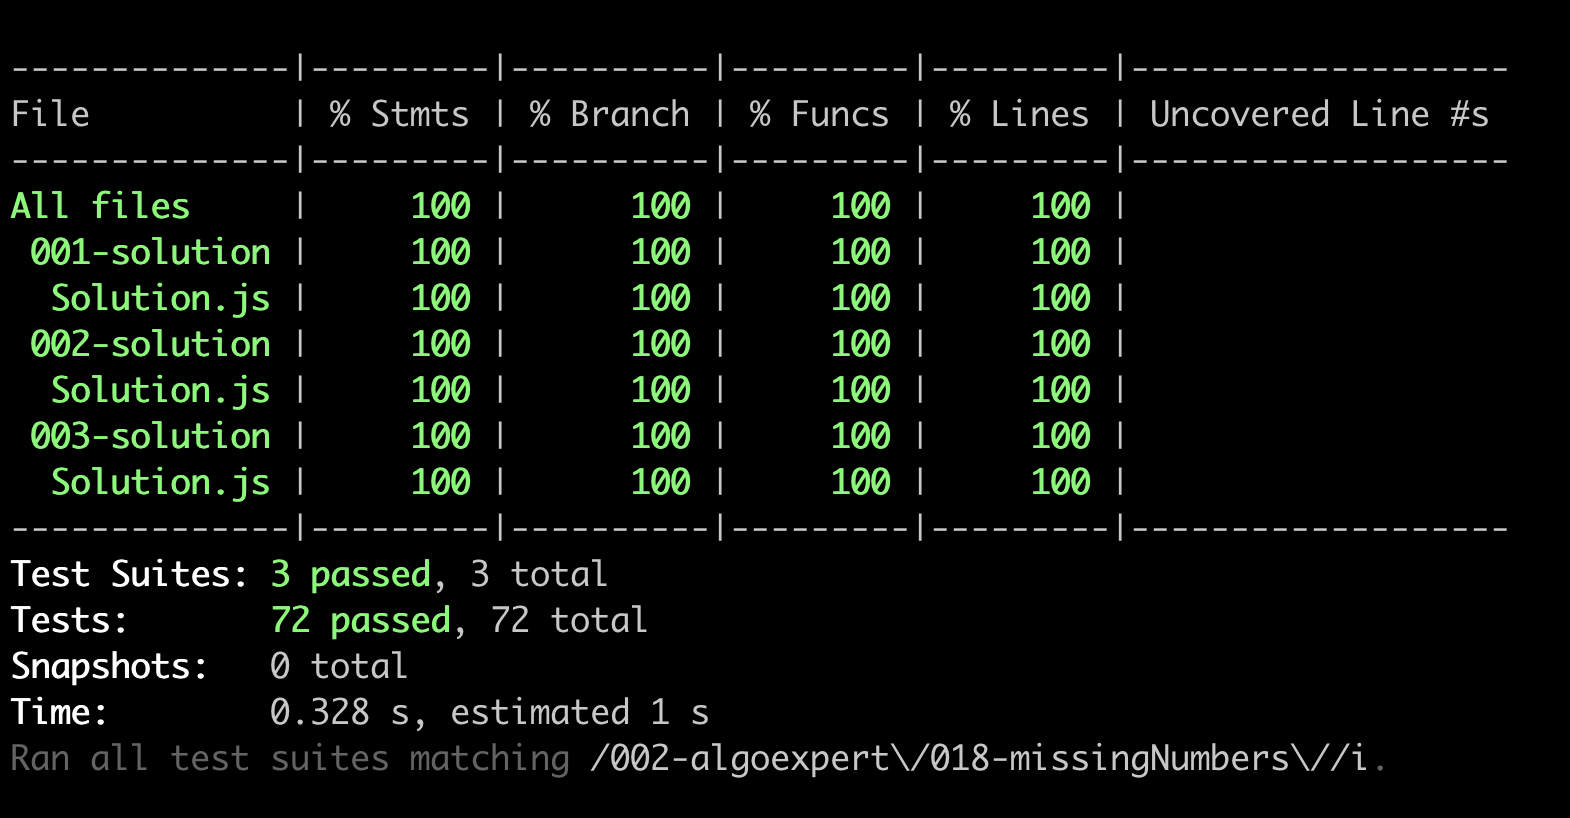 --------------|---------|----------|---------|---------|-------------------
File          | % Stmts | % Branch | % Funcs | % Lines | Uncovered Line #s
--------------|---------|----------|---------|---------|-------------------
All files     |     100 |      100 |     100 |     100 |
 001-solution |     100 |      100 |     100 |     100 |
  Solution.js |     100 |      100 |     100 |     100 |
 002-solution |     100 |      100 |     100 |     100 |
  Solution.js |     100 |      100 |     100 |     100 |
 003-solution |     100 |      100 |     100 |     100 |
  Solution.js |     100 |      100 |     100 |     100 |
--------------|---------|----------|---------|---------|-------------------
Test Suites: 3 passed, 3 total
Tests:       72 passed, 72 total
Snapshots:   0 total
Time:        0.328 s, estimated 1 s
Ran all test suites matching /002-algoexpert\/018-missingNumbers\//i.